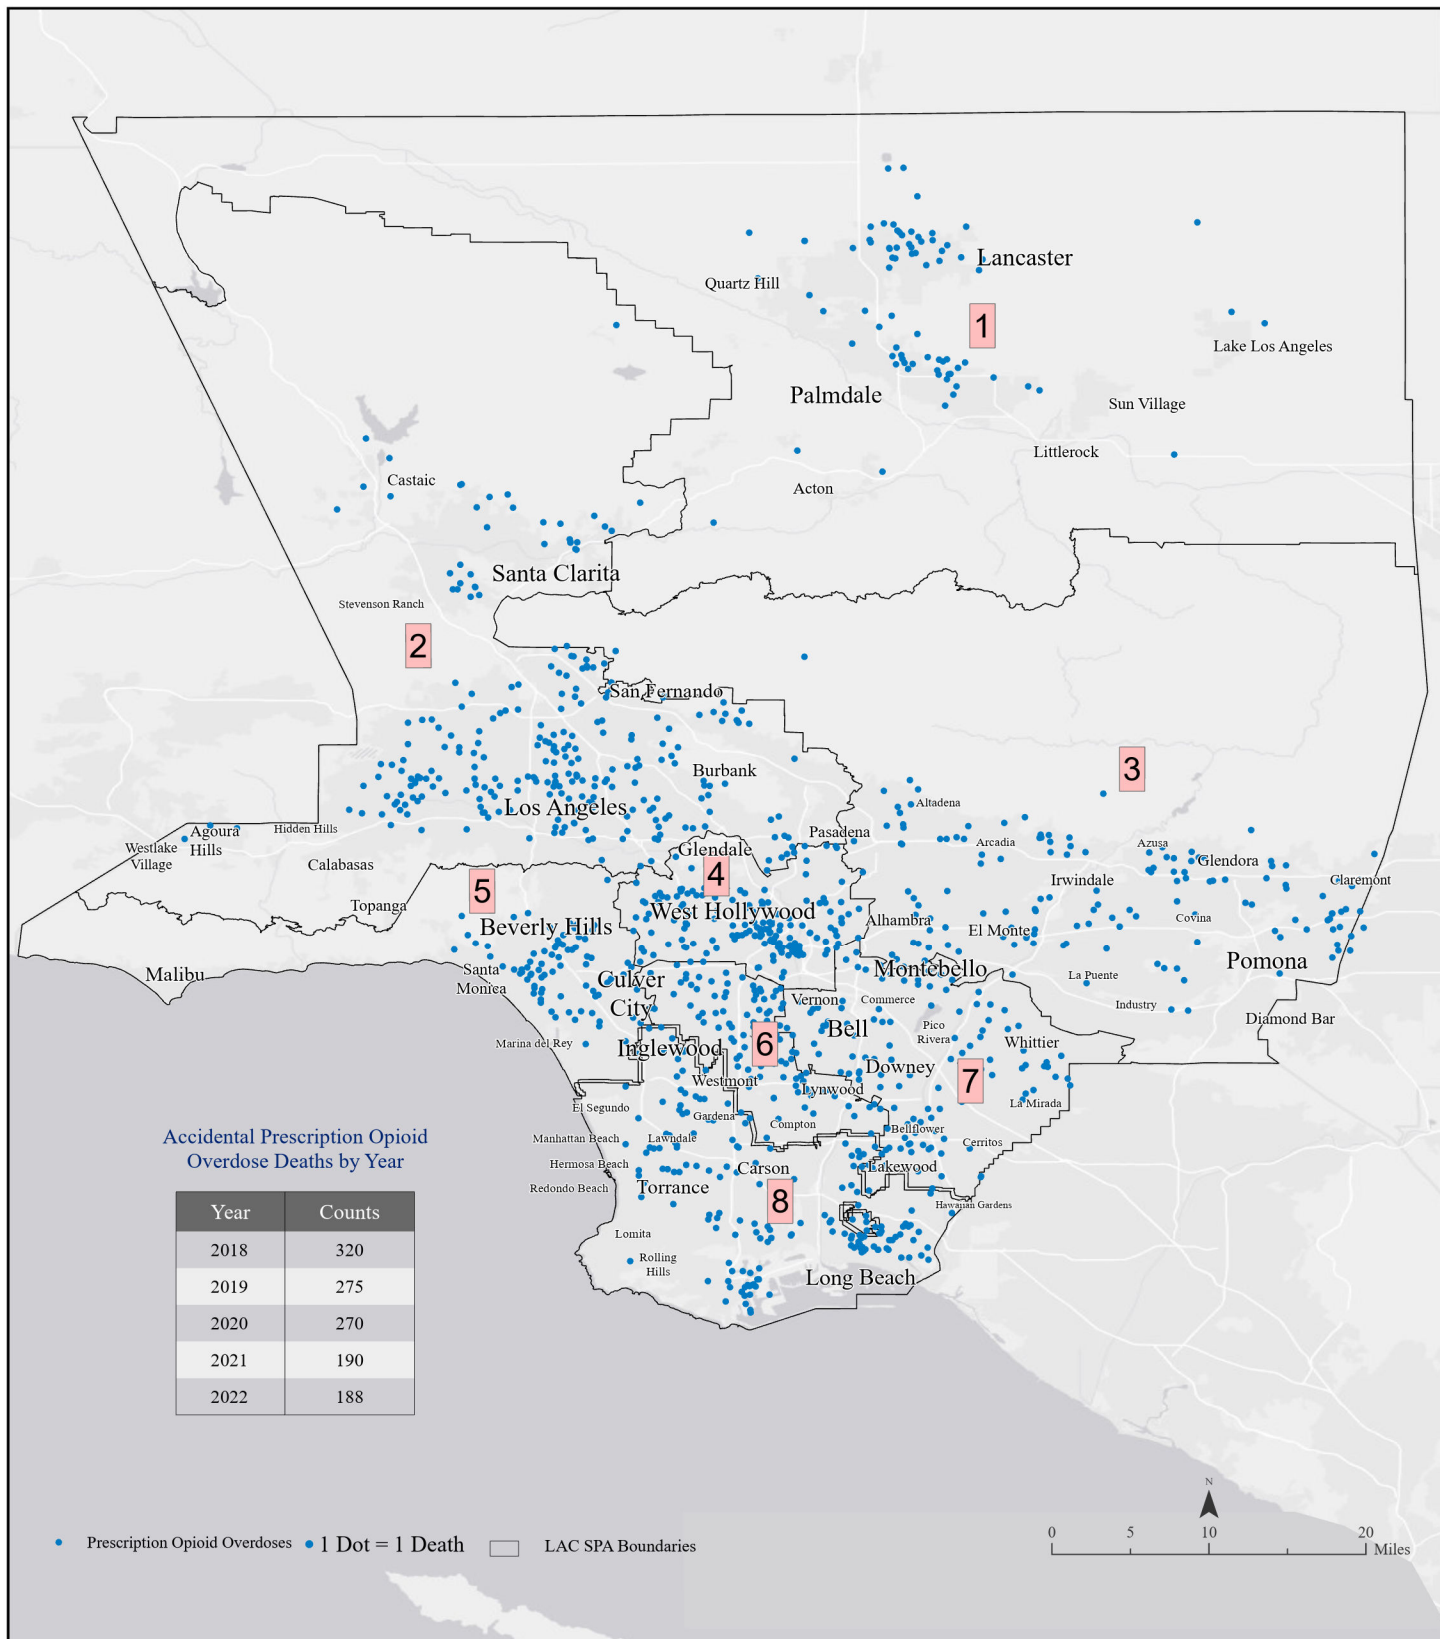 Lancaster
Quartz Hill
1
Lake Los Angeles
Palmdale
Sun Village
Littlerock
Castaic
Acton
Santa Clarita
Stevenson Ranch
2
San Fernando
3
Burbank
Los Angeles
Altadena
Pasadena
Hidden Hills
Agoura
Hills
Westlake
Village
Arcadia
Azusa
Glendale
Glendora
Calabasas
4
Irwindale
Claremont
5
Topanga
West Hollywood
Beverly Hills
Alhambra
El Monte
Covina
Pomona
Malibu
Santa
Monica
Culver
City
Montebello
La Puente
Vernon
Commerce
Industry
Diamond Bar
Bell
Pico
Rivera
Marina del Rey
Inglewood
6
Whittier
Downey
7
Westmont
Lynwood
La Mirada
El Segundo
Gardena
Compton
Bellflower
Manhattan Beach
Lawndale
Cerritos
Hermosa Beach
Carson
Lakewood
Redondo Beach
Torrance
8
Hawaiian Gardens
Lomita
Rolling
Hills
Long Beach
Accidental Prescription Opioid
Overdose Deaths by Year
Year Counts
2018 320
2019 275
2020 270
2021 190
2022 188
N
0 5 10 20
Miles
Prescription Opioid Overdoses 1 Dot = 1 Death LAC SPA Boundaries